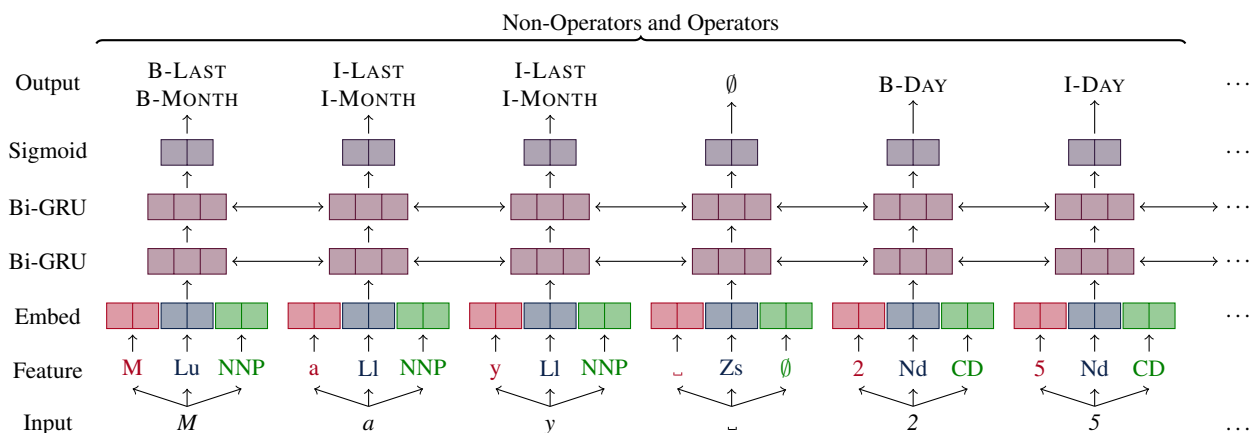 Non-Operators and Operators
Output B-LAST I-LAST I-LAST ∅ B-DAY I-DAY ...
B-MONTH I-MONTH I-MONTH
Sigmoid ...
Bi-GRU ...
Bi-GRU ...
Embed ...
Feature M Lu NNP a Ll NNP y Ll NNP ␣ Zs ∅ 2 Nd CD 5 Nd CD ...
Input M a y ␣ 2 5 ...